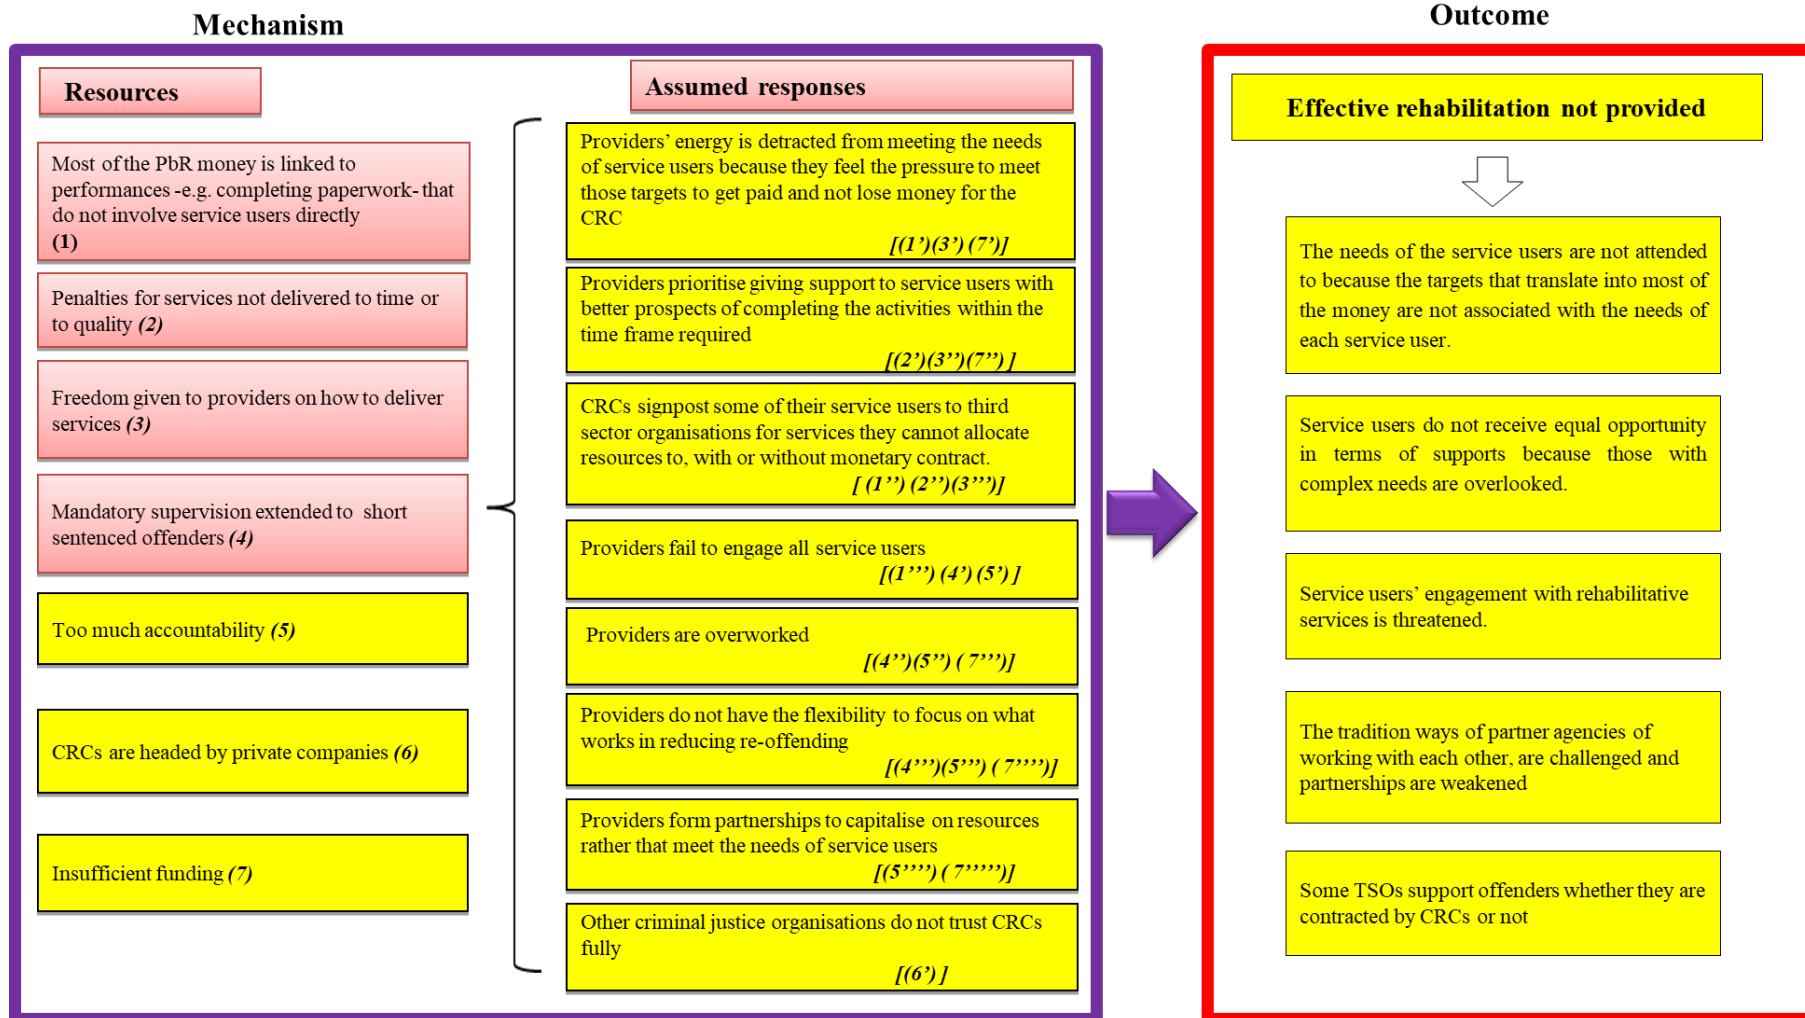 Mechanism
Resources
Most of the PbR money is linked to
performances -e.g. completing paperwork- that
do not involve service users directly
(1)
Penalties for services not delivered to time or
to quality (2)
Freedom given to providers on how to deliver
services (3)
Mandatory supervision extended to short
sentenced offenders (4)
Too much accountability (5)
CRCs are headed by private companies (6)
Insufficient funding (7)
Assumed responses
Providers’ energy is detracted from meeting the needs
of service users because they feel the pressure to meet
those targets to get paid and not lose money for the
CRC
[(1’)(3’) (7’)]
Providers prioritise giving support to service users with
better prospects of completing the activities within the
time frame required
[(2’)(3’’)(7’’) ]
CRCs signpost some of their service users to third
sector organisations for services they cannot allocate
resources to, with or without monetary contract.
[ (1’’) (2’’)(3’’’)]
Providers fail to engage all service users
[(1’’’) (4’) (5’) ]
Providers are overworked
[(4’’)(5’’) ( 7’’’)]
Providers do not have the flexibility to focus on what
works in reducing re-offending
[(4’’’)(5’’’) ( 7’’’’)]
Providers form partnerships to capitalise on resources
rather that meet the needs of service users
[(5’’’’) ( 7’’’’’)]
Other criminal justice organisations do not trust CRCs
fully
[(6’) ]
Outcome
Effective rehabilitation not provided
The needs of the service users are not attended
to because the targets that translate into most of
the money are not associated with the needs of
each service user.
Service users do not receive equal opportunity
in terms of supports because those with
complex needs are overlooked.
Service users’ engagement with rehabilitative
services is threatened.
The tradition ways of partner agencies of
working with each other, are challenged and
partnerships are weakened
Some TSOs support offenders whether they are
contracted by CRCs or not